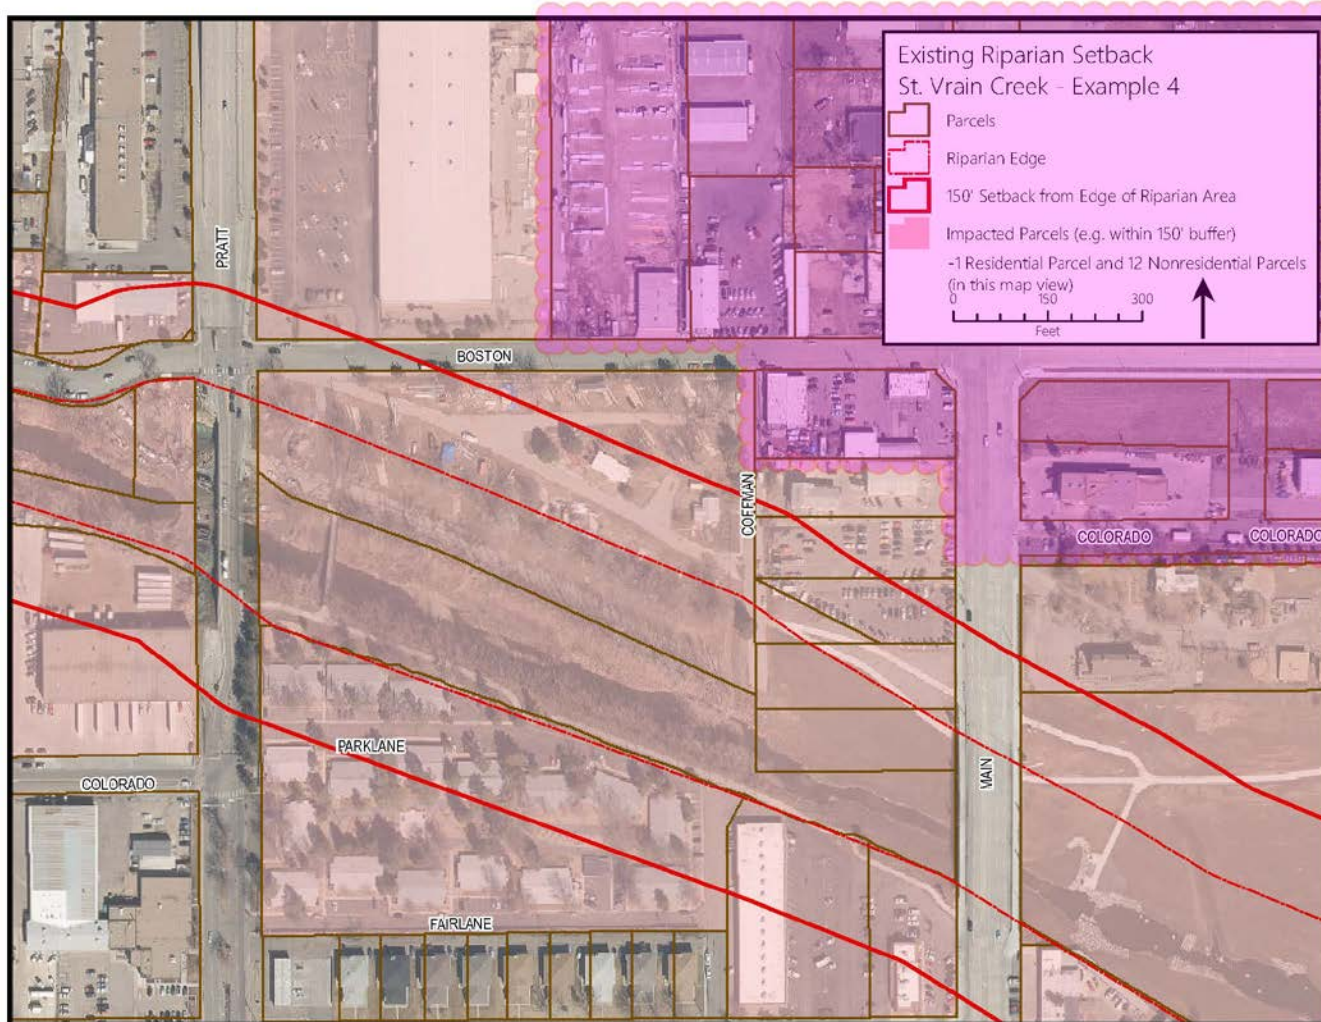 Existing Riparian Setback
St. Vrain Creek - Example 4
Parcels
Riparian Edge
150' Setback from Edge of Riparian Area
Impacted Parcels (e.g. within 150' buffer)
-1 Residential Parcel and 12 Nonresidential Parcels
(in this map view)
0 150 300
Feet
PRATT
BOSTON
COFFMAN
COLORADO
COLORADO
PARKLANE
MAIN
COLORADO
FAIRLANE